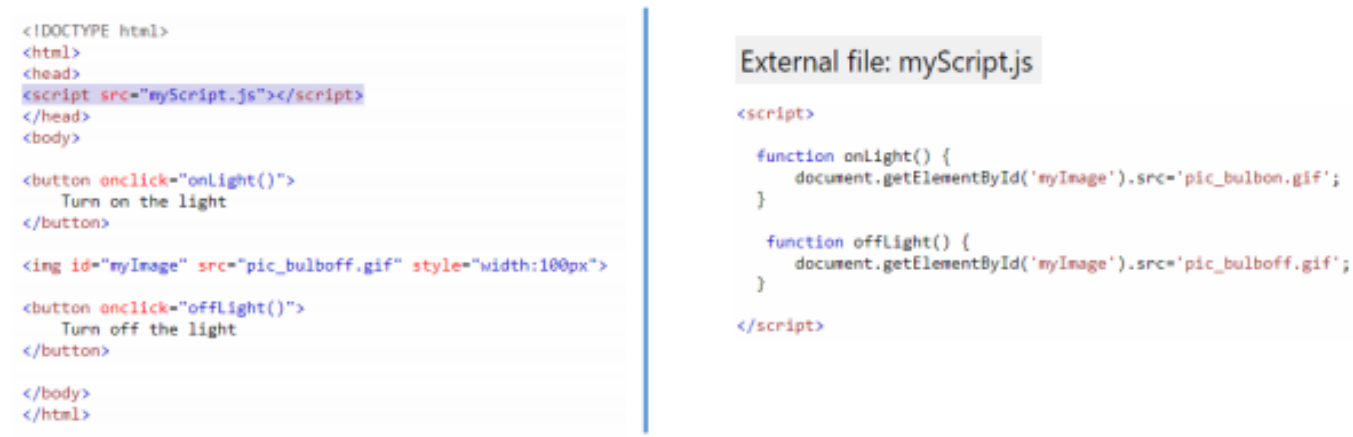 <!DOCTYPE html>
<html>
<head>
<script src="myScript.js"></script>
</head>
<body>
<button onclick="onLight()">
Turn on the light
</button>
<img id="myImage" src="pic_bulboff.gif" style="width:100px">
<button onclick="offLight()">
Turn off the light
</button>
</body>
</html>
External file: myScript.js
<script>
function onLight() {
document.getElementById('myImage').src='pic_bulbon.gif';
}
function offLight() {
document.getElementById('myImage').src='pic_bulboff.gif';
}
</script>